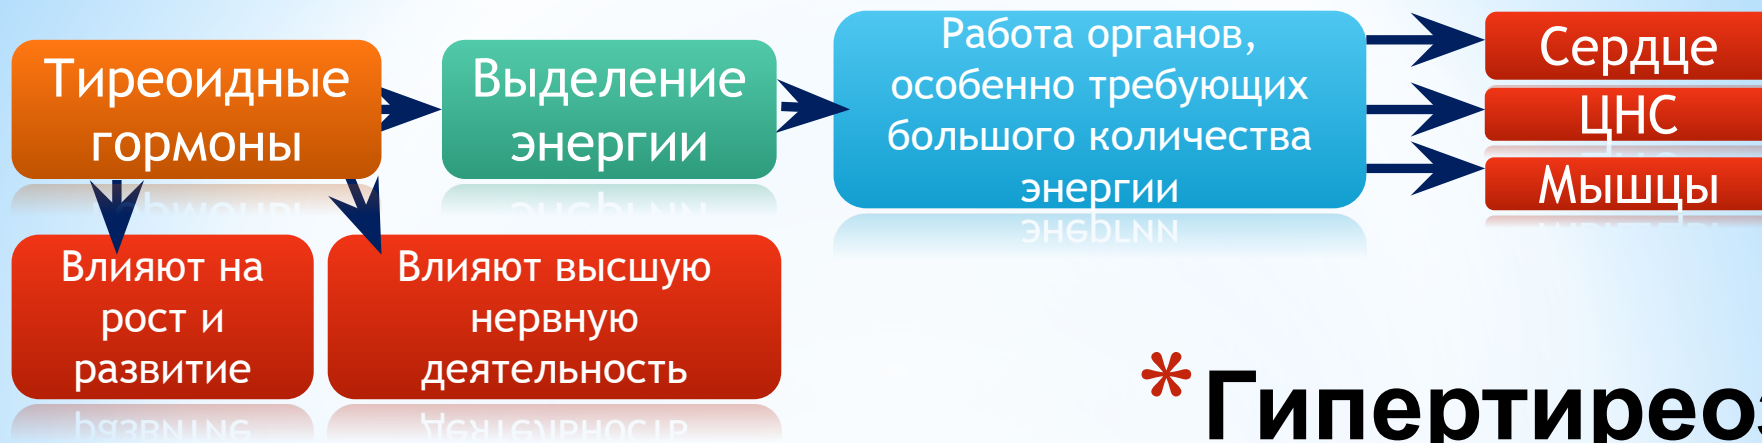 Тиреоидные
гормоны
Выделение
энергии
Работа органов,
особенно требующих
большого количества
энергии
Сердце
ЦНС
Мышцы
Влияют на
рост и
развитие
Влияют высшую
нервную
деятельность
* Гипертиреоз